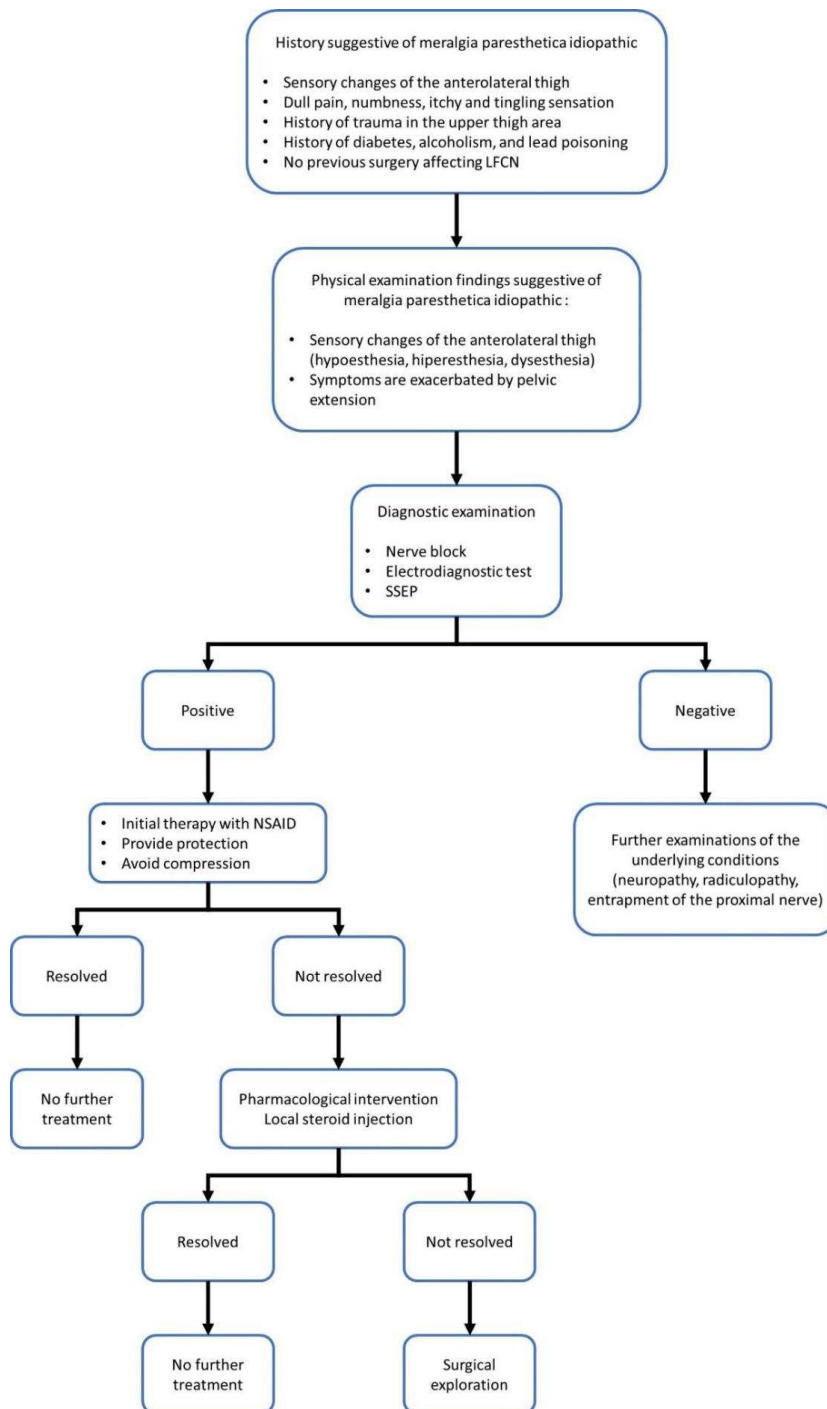 History suggestive of meralgia paresthetica idiopathic
• Sensory changes of the anterolateral thigh
• Dull pain, numbness, itchy and tingling sensation
• History of trauma in the upper thigh area
• History of diabetes, alcoholism, and lead poisoning
• No previous surgery affecting LFCN
Physical examination findings suggestive of
meralgia paresthetica idiopathic :
• Sensory changes of the anterolateral thigh
(hypoesthesia, hiperesthesia, dysesthesia)
• Symptoms are exacerbated by pelvic
extension
Diagnostic examination
• Nerve block
• Electrodiagnostic test
• SSEP
Positive
Negative
• Initial therapy with NSAID
• Provide protection
• Avoid compression
Further examinations of the
underlying conditions
(neuropathy, radiculopathy,
entrapment of the proximal nerve)
Resolved
Not resolved
No further
treatment
Pharmacological intervention
Local steroid injection
Resolved
Not resolved
No further
treatment
Surgical
exploration